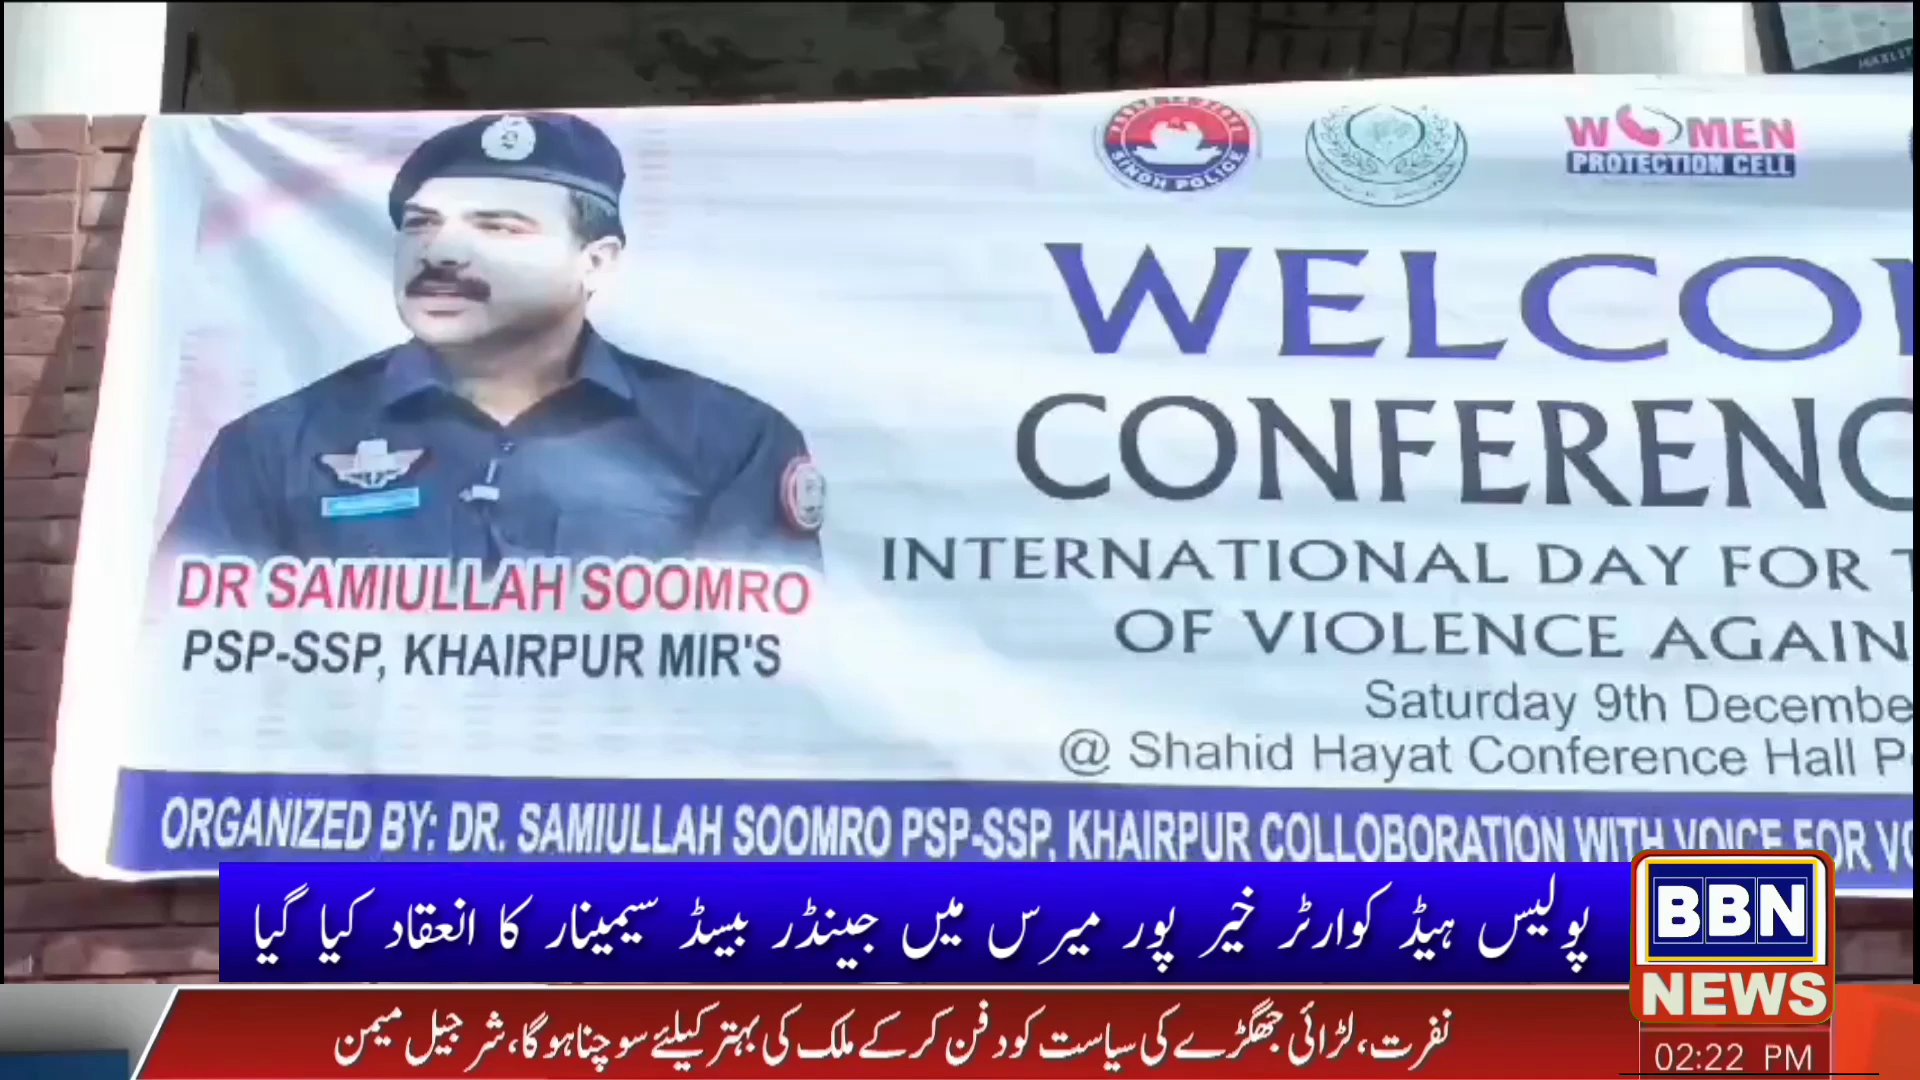 WOMEN
PROTECTION CELL
SINDH POLICE
WELCO
CONFERENC
INTERNATIONAL DAY FOR T
OF VIOLENCE AGAIN
Saturday 9th Decembe
@ Shahid Hayat Conference Hall P
DR SAMIULLAH SOOMRO
PSP-SSP, KHAIRPUR MIR'S
ORGANIZED BY: DR. SAMIULLAH SOOMRO PSP-SSP, KHAIRPUR COLLOBORATION WITH VOICE FOR VO
پولیس ہیڈ کوارٹر خیر پور میرس میں جینڈر بیسڈ سیمینار کا انعقاد کیا گیا
BBN
NEWS
نفرت، لڑائی جھگڑے کی سیاست کو دفن کر کے ملک کی بہتر کیلئے سوچنا ہوگا، شرجیل میمن
02:22 PM